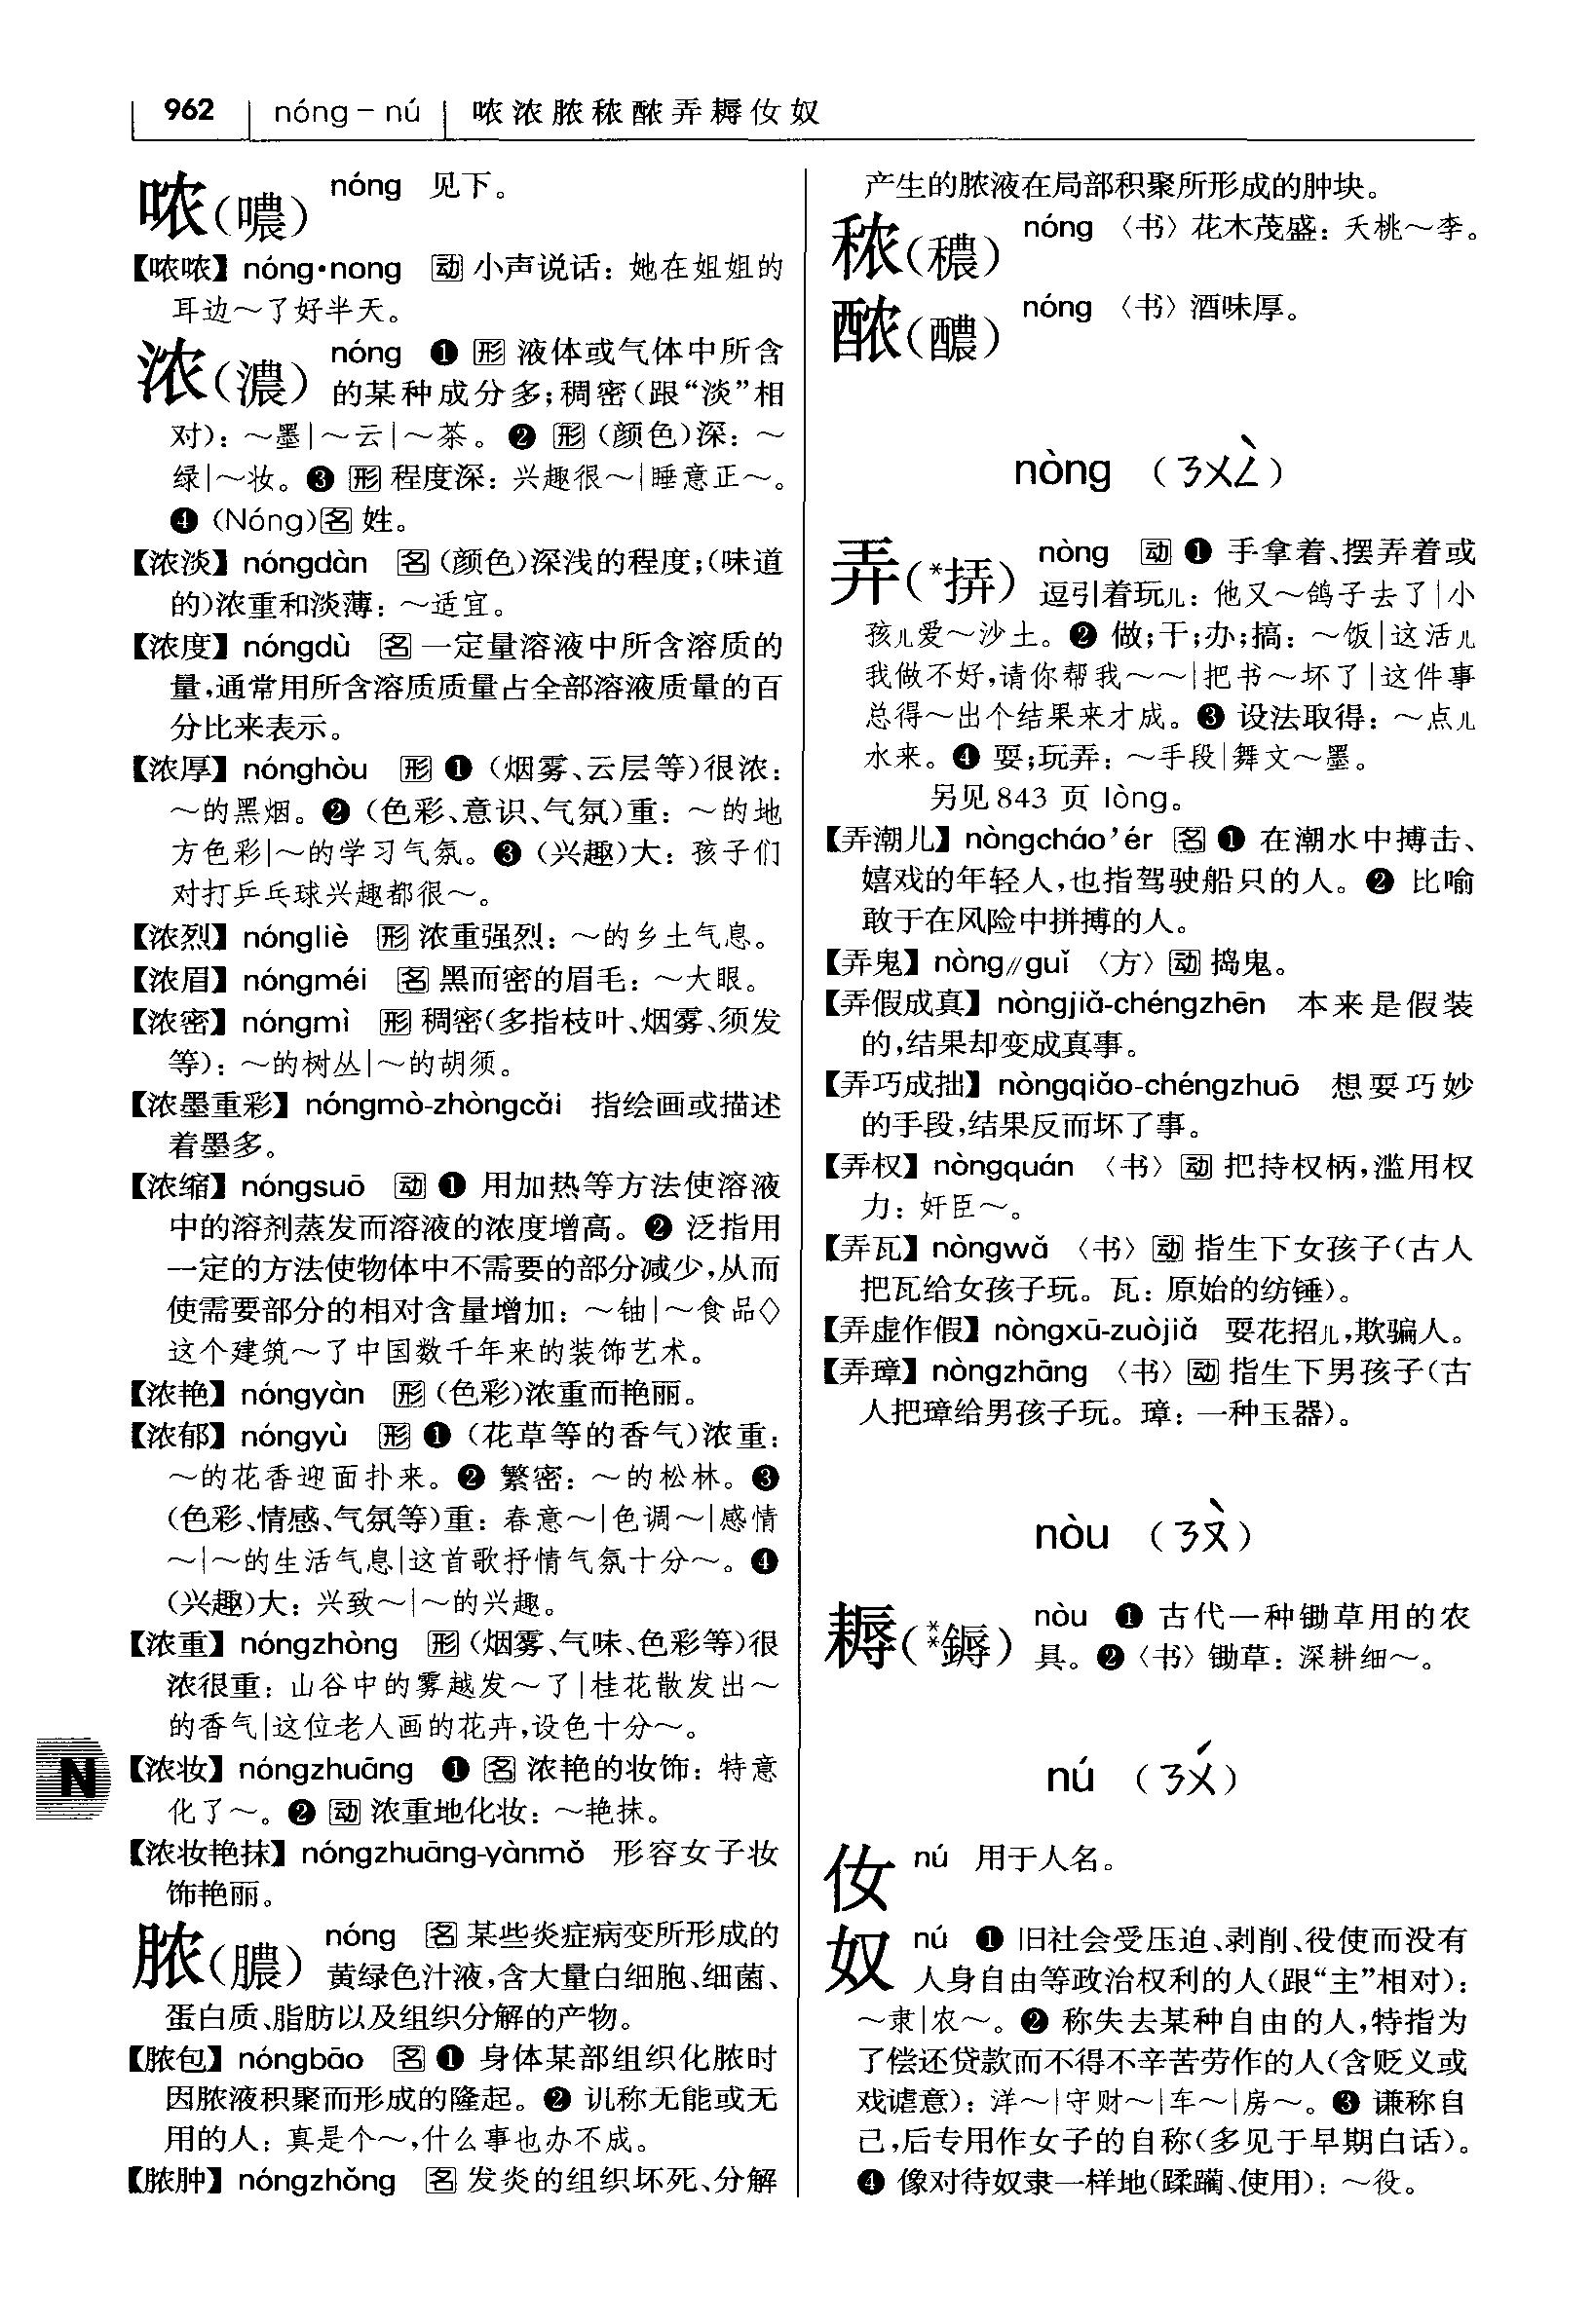 962 nóng－nú 哝浓脓秾醲弄耨伮奴
哝（噥） nóng 见下。
【哝哝】nóng·nong 动 小声说话：她在姐姐的
耳边～了好半天。
浓（濃） nóng ❶ 形 液体或气体中所含
的某种成分多；稠密（跟“淡”相
对）：～墨|～云|～茶。❷ 形（颜色）深：～
绿|～妆。❸ 形 程度深：兴趣很～|睡意正～。
❹（Nóng）名 姓。
【浓淡】nóngdàn 名（颜色）深浅的程度；（味道
的）浓重和淡薄：～适宜。
【浓度】nóngdù 名 一定量溶液中所含溶质的
量，通常用所含溶质质量占全部溶液质量的百
分比来表示。
【浓厚】nónghòu 形 ❶（烟雾、云层等）很浓：
～的黑烟。❷（色彩、意识、气氛）重：～的地
方色彩|～的学习气氛。❸（兴趣）大：孩子们
对打乒乓球兴趣都很～。
【浓烈】nóngliè 形 浓重强烈：～的乡土气息。
【浓眉】nóngméi 名 黑而密的眉毛：～大眼。
【浓密】nóngmì 形 稠密（多指枝叶、烟雾、须发
等）：～的树丛|～的胡须。
【浓墨重彩】nóngmò-zhòngcǎi 指绘画或描述
着墨多。
【浓缩】nóngsuō 动 ❶ 用加热等方法使溶液
中的溶剂蒸发而溶液的浓度增高。❷ 泛指用
一定的方法使物体中不需要的部分减少，从而
使需要部分的相对含量增加：～铀|～食品◇
这个建筑～了中国数千年来的装饰艺术。
【浓艳】nóngyàn 形（色彩）浓重而艳丽。
【浓郁】nóngyù 形 ❶（花草等的香气）浓重：
～的花香迎面扑来。❷ 繁密：～的松林。❸
（色彩、情感、气氛等）重：春意～|色调～|感情
～|～的生活气息|这首歌抒情气氛十分～。❹
（兴趣）大：兴致～|～的兴趣。
【浓重】nóngzhòng 形（烟雾、气味、色彩等）很
浓很重：山谷中的雾越发～了|桂花散发出～
的香气|这位老人画的花卉，设色十分～。
【浓妆】nóngzhuāng ❶ 名 浓艳的妆饰：特意
化了～。❷ 动 浓重地化妆：～艳抹。
【浓妆艳抹】nóngzhuāng-yànmǒ 形容女子妆
饰艳丽。
脓（膿） nóng 名 某些炎症病变所形成的
黄绿色汁液，含大量白细胞、细菌、
蛋白质、脂肪以及组织分解的产物。
【脓包】nóngbāo 名 ❶ 身体某部组织化脓时
因脓液积聚而形成的隆起。❷ 讥称无能或无
用的人：真是个～，什么事也办不成。
【脓肿】nóngzhǒng 名 发炎的组织坏死、分解
N
产生的脓液在局部积聚所形成的肿块。
秾（穠） nóng 〈书〉花木茂盛：夭桃～李。
醲（醲） nóng 〈书〉酒味厚。
nòng （ㄋㄨㄥˋ）
弄（*挵） nòng 动 ❶ 手拿着、摆弄着或
逗引着玩儿：他又～鸽子去了|小
孩儿爱～沙土。❷ 做；干；办；搞：～饭|这活儿
我做不好，请你帮我～～|把书～坏了|这件事
总得～出个结果来才成。❸ 设法取得：～点儿
水来。❹ 耍；玩弄：～手段|舞文～墨。
另见843 页 lòng。
【弄潮儿】nòngcháo’ér 名 ❶ 在潮水中搏击、
嬉戏的年轻人，也指驾驶船只的人。❷ 比喻
敢于在风险中拼搏的人。
【弄鬼】nòng∥guǐ 〈方〉动 捣鬼。
【弄假成真】nòngjiǎ-chéngzhēn 本来是假装
的，结果却变成真事。
【弄巧成拙】nòngqiǎo-chéngzhuō 想耍巧妙
的手段，结果反而坏了事。
【弄权】nòngquán 〈书〉动 把持权柄，滥用权
力：奸臣～。
【弄瓦】nòngwǎ 〈书〉动 指生下女孩子（古人
把瓦给女孩子玩。瓦：原始的纺锤）。
【弄虚作假】nòngxū-zuòjiǎ 耍花招儿，欺骗人。
【弄璋】nòngzhāng 〈书〉动 指生下男孩子（古
人把璋给男孩子玩。璋：一种玉器）。
nòu （ㄋㄡˋ）
耨（**鎒） nòu ❶ 古代一种锄草用的农
具。❷〈书〉锄草：深耕细～。
nú （ㄋㄨˊ）
伮 nú 用于人名。
奴 nú ❶ 旧社会受压迫、剥削、役使而没有
人身自由等政治权利的人（跟“主”相对）：
～隶|农～。❷ 称失去某种自由的人，特指为
了偿还贷款而不得不辛苦劳作的人（含贬义或
戏谑意）：洋～|守财～|车～|房～。❸ 谦称自
己，后专用作女子的自称（多见于早期白话）。
❹ 像对待奴隶一样地（蹂躏、使用）：～役。